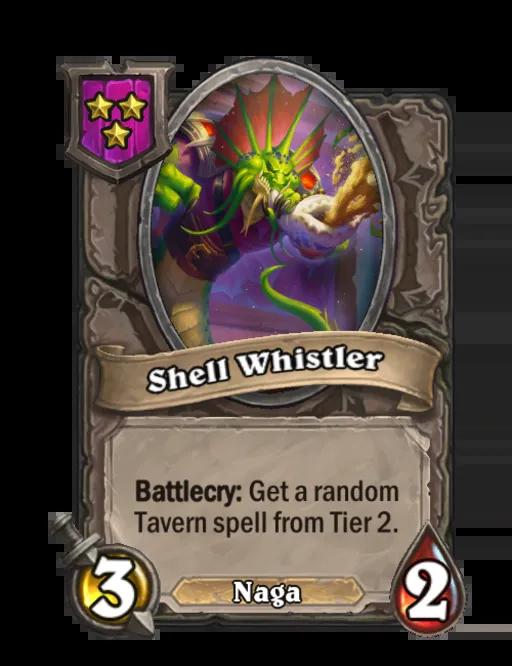 Shell Whistler
Battlecry: Get a random
Tavern spell from Tier 2.
3
Naga
2